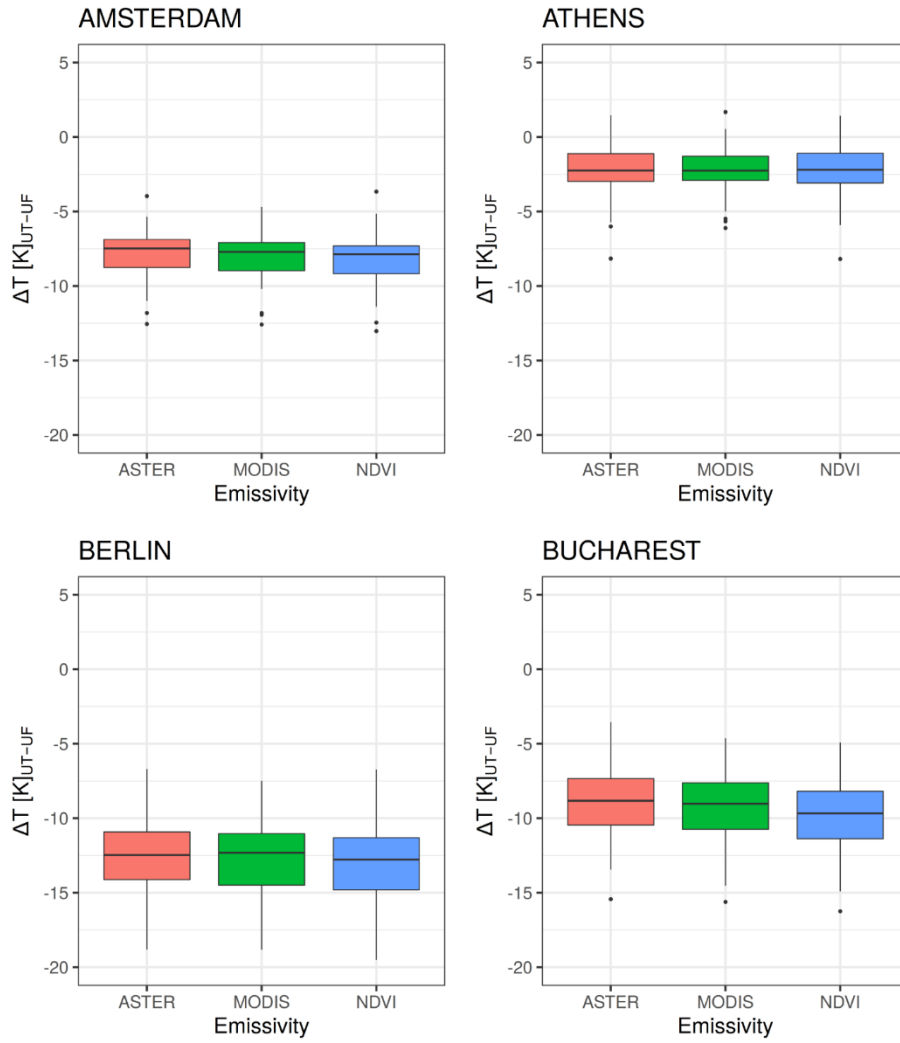 AMSTERDAM
ΔT [K]UT−UF
5
0
-5
-10
-15
-20
ASTER MODIS NDVI
Emissivity
ATHENS
ΔT [K]UT−UF
5
0
-5
-10
-15
-20
ASTER MODIS NDVI
Emissivity
BERLIN
ΔT [K]UT−UF
5
0
-5
-10
-15
-20
ASTER MODIS NDVI
Emissivity
BUCHAREST
ΔT [K]UT−UF
5
0
-5
-10
-15
-20
ASTER MODIS NDVI
Emissivity